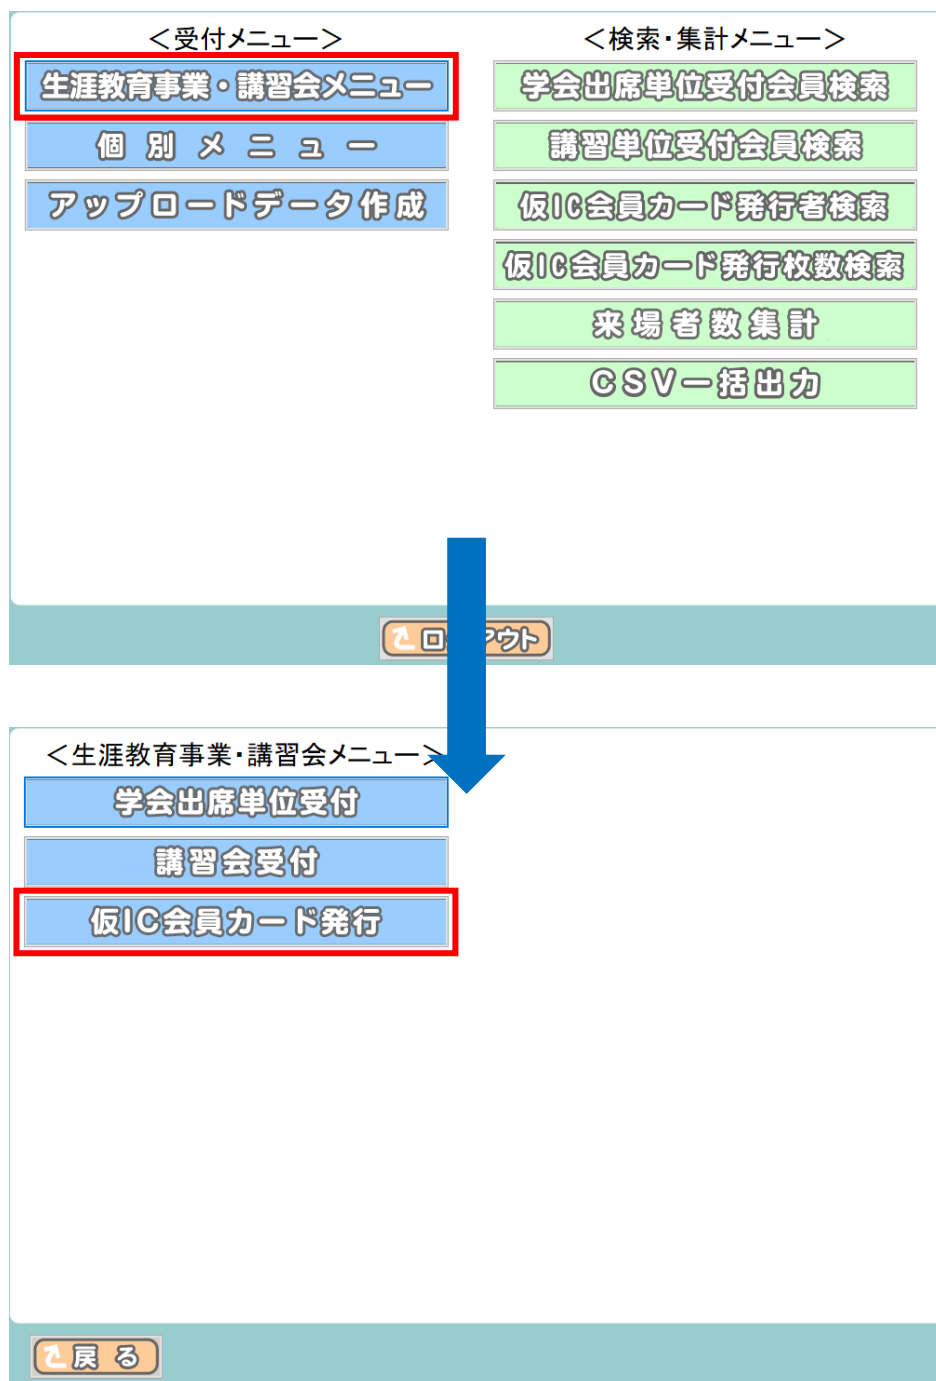 ＜受付メニュー＞
生涯教育事業・講習会メニュー
個 別 メ ニ ュ ー
アップロードデータ作成
＜検索・集計メニュー＞
学会出席単位受付会員検索
講習単位受付会員検索
仮IC会員カード発行者検索
仮IC会員カード発行枚数検索
来 場 者 数 集 計
ＣＳＶ一括出力
＜生涯教育事業・講習会メニュー＞
学会出席単位受付
講習会受付
仮IC会員カード発行
戻 る